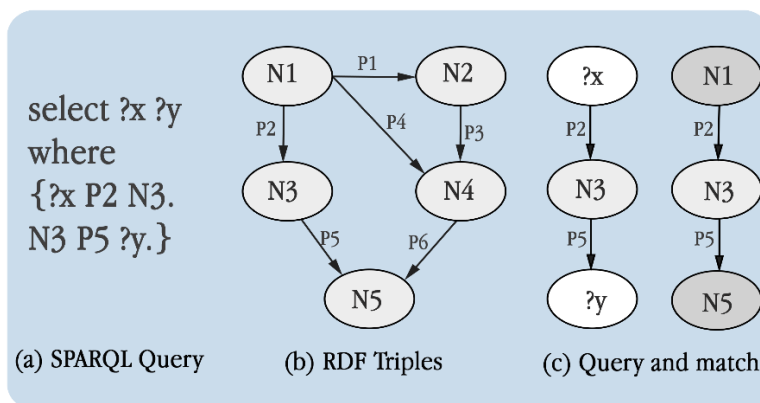 select ?x ?y
where
{?x P2 N3.
N3 P5 ?y.}
(a) SPARQL Query
N1
P1
N2
P2
P4
P3
N3
N4
P5
P6
N5
(b) RDF Triples
?x
N1
P2
P2
N3
N3
P5
P5
?y
N5
(c) Query and match